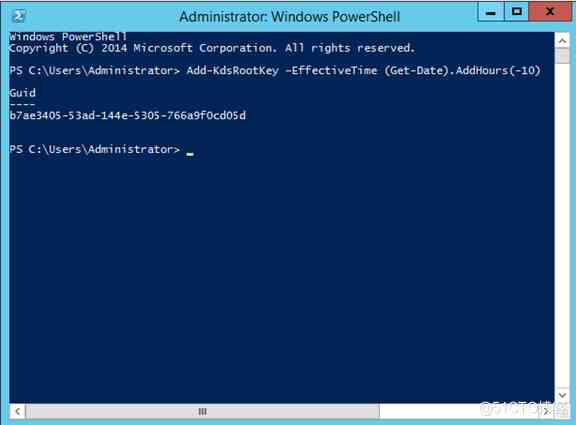 Administrator: Windows PowerShell
Windows PowerShell
Copyright (C) 2014 Microsoft Corporation. All rights reserved.
PS C:\Users\Administrator> Add-KdsRootKey -EffectiveTime (Get-Date).AddHours(-10)
Guid
----
b7ae3405-53ad-144e-5305-766a9f0cd05d
PS C:\Users\Administrator>
@51CTO博客